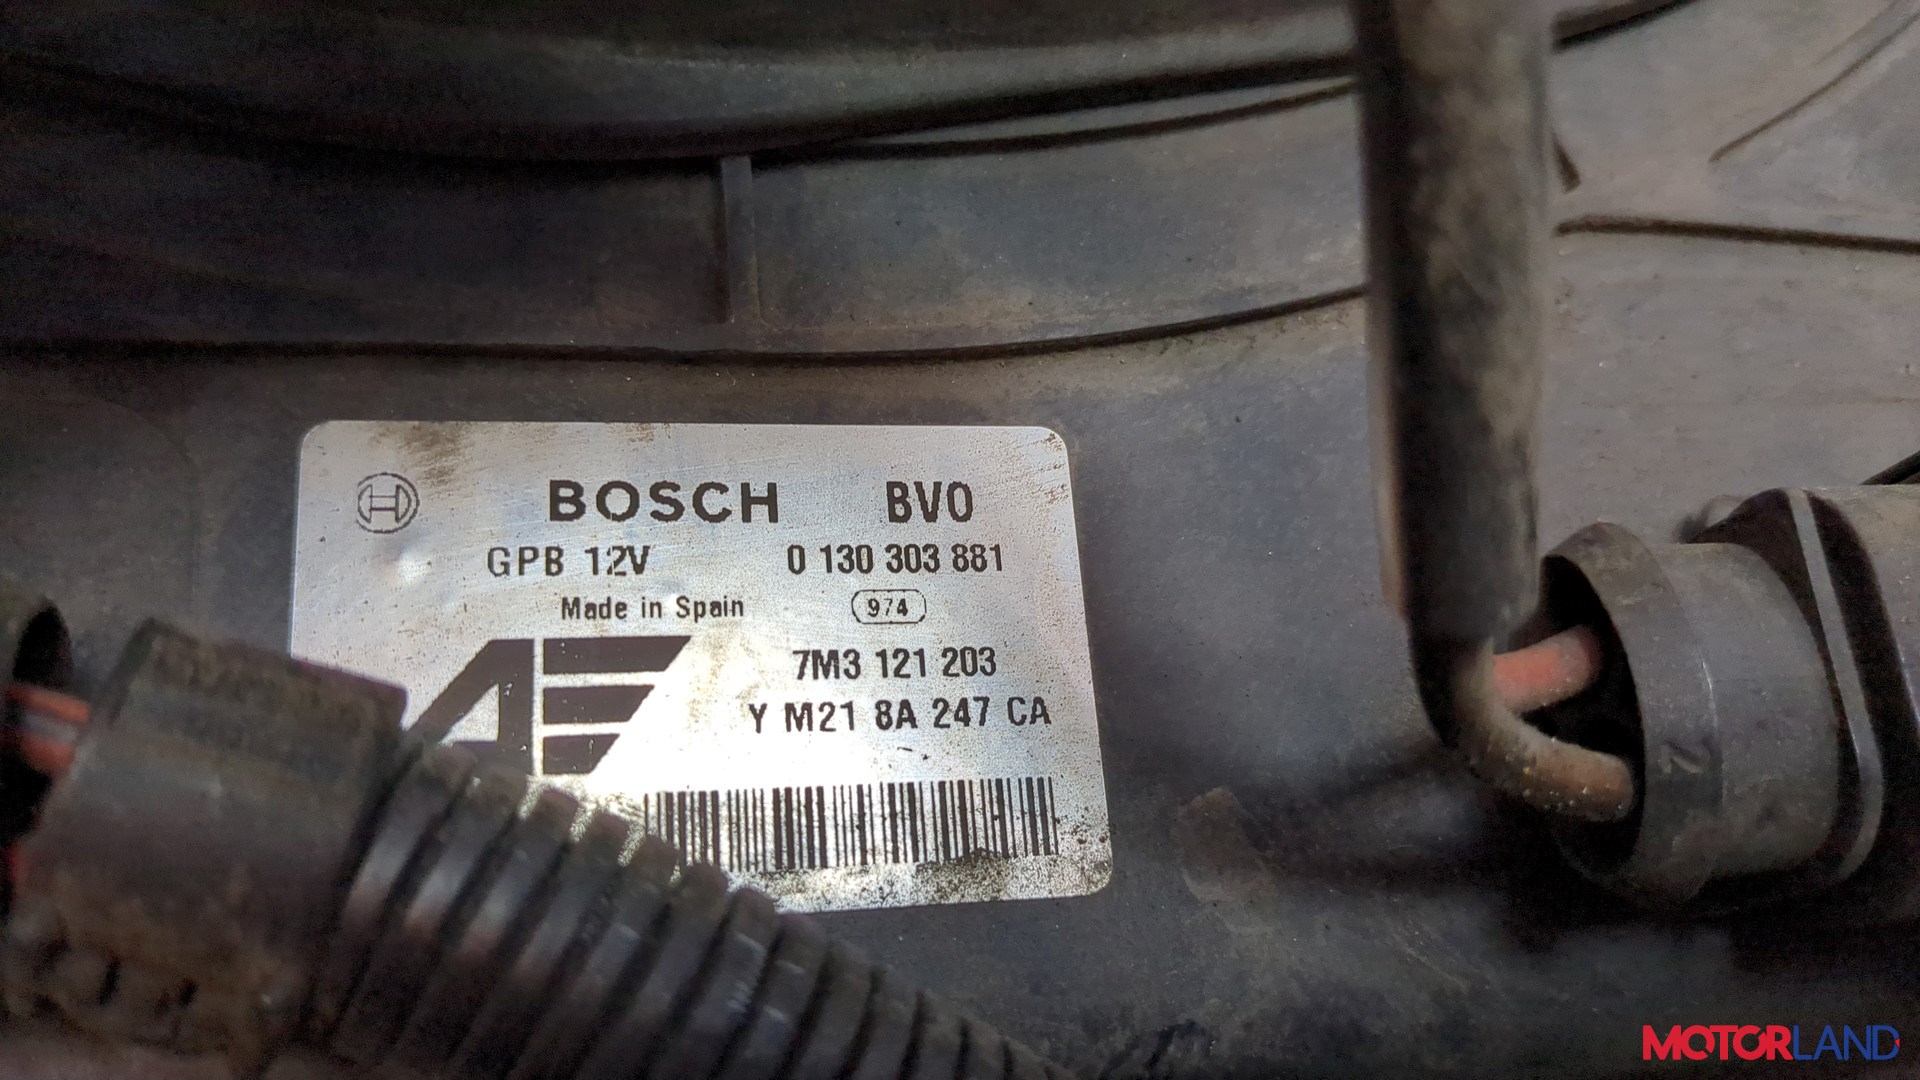 BOSCH BV0
GPB 12V 0 130 303 881
Made in Spain 974
7M3 121 203
Y M21 8A 247 CA
MOTORLAND